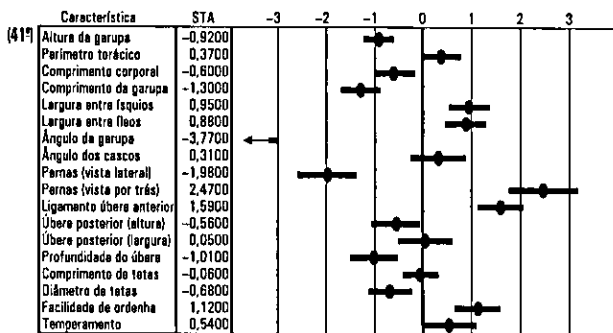 Característica STA −3 −2 −1 0 1 2 3
(41ª)
Altura da garupa −0,9200
Perímetro torácico 0,3700
Comprimento corporal −0,6000
Comprimento da garupa −1,3000
Largura entre ísquios 0,9500
Largura entre íleos 0,8800
Ângulo da garupa −3,7700
Ângulo dos cascos 0,3100
Pernas (vista lateral) −1,9800
Pernas (vista por trás) 2,4700
Ligamento úbere anterior 1,5900
Úbere posterior (altura) −0,5600
Úbere posterior (largura) 0,0500
Profundidade do úbere −1,0100
Comprimento de tetas −0,0600
Diâmetro de tetas −0,6800
Facilidade de ordenha 1,1200
Temperamento 0,5400